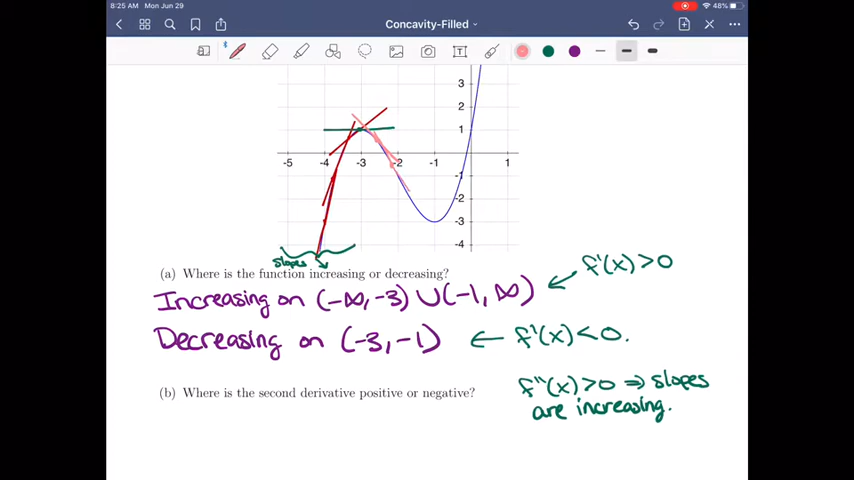 8:25 AM Mon Jun 29
48%
Concavity-Filled
T
3
2
1
-5 -4 -3 -2 -1 1
-1
-2
-3
-4
slopes
(a) Where is the function increasing or decreasing?
f'(x) > 0
Increasing on (-∞, -3) ∪ (-1, ∞)
Decreasing on (-3, -1)
f'(x) < 0.
(b) Where is the second derivative positive or negative?
f''(x) > 0 ⇒ slopes
are increasing.